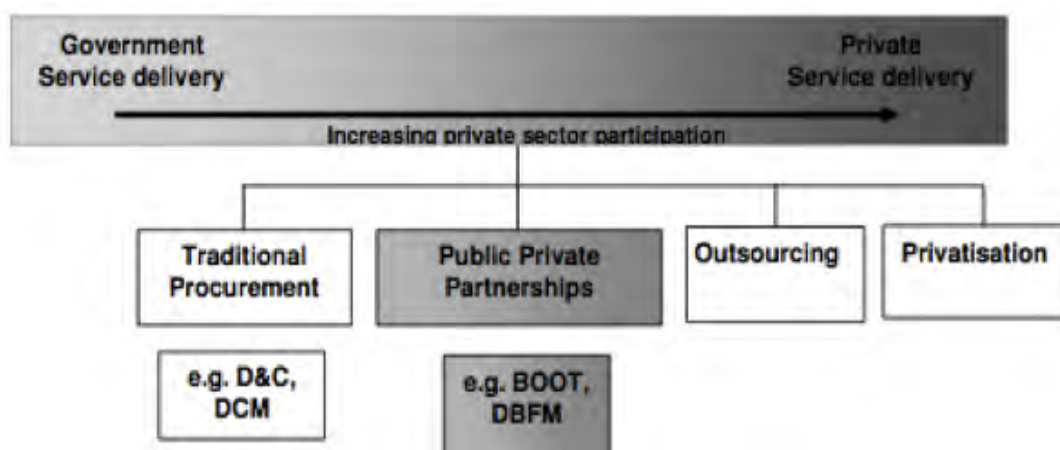 Government
Service delivery
Private
Service delivery
Increasing private sector participation
Traditional
Procurement
Public Private
Partnerships
Outsourcing
Privatisation
e.g. D&C,
DCM
e.g. BOOT,
DBFM